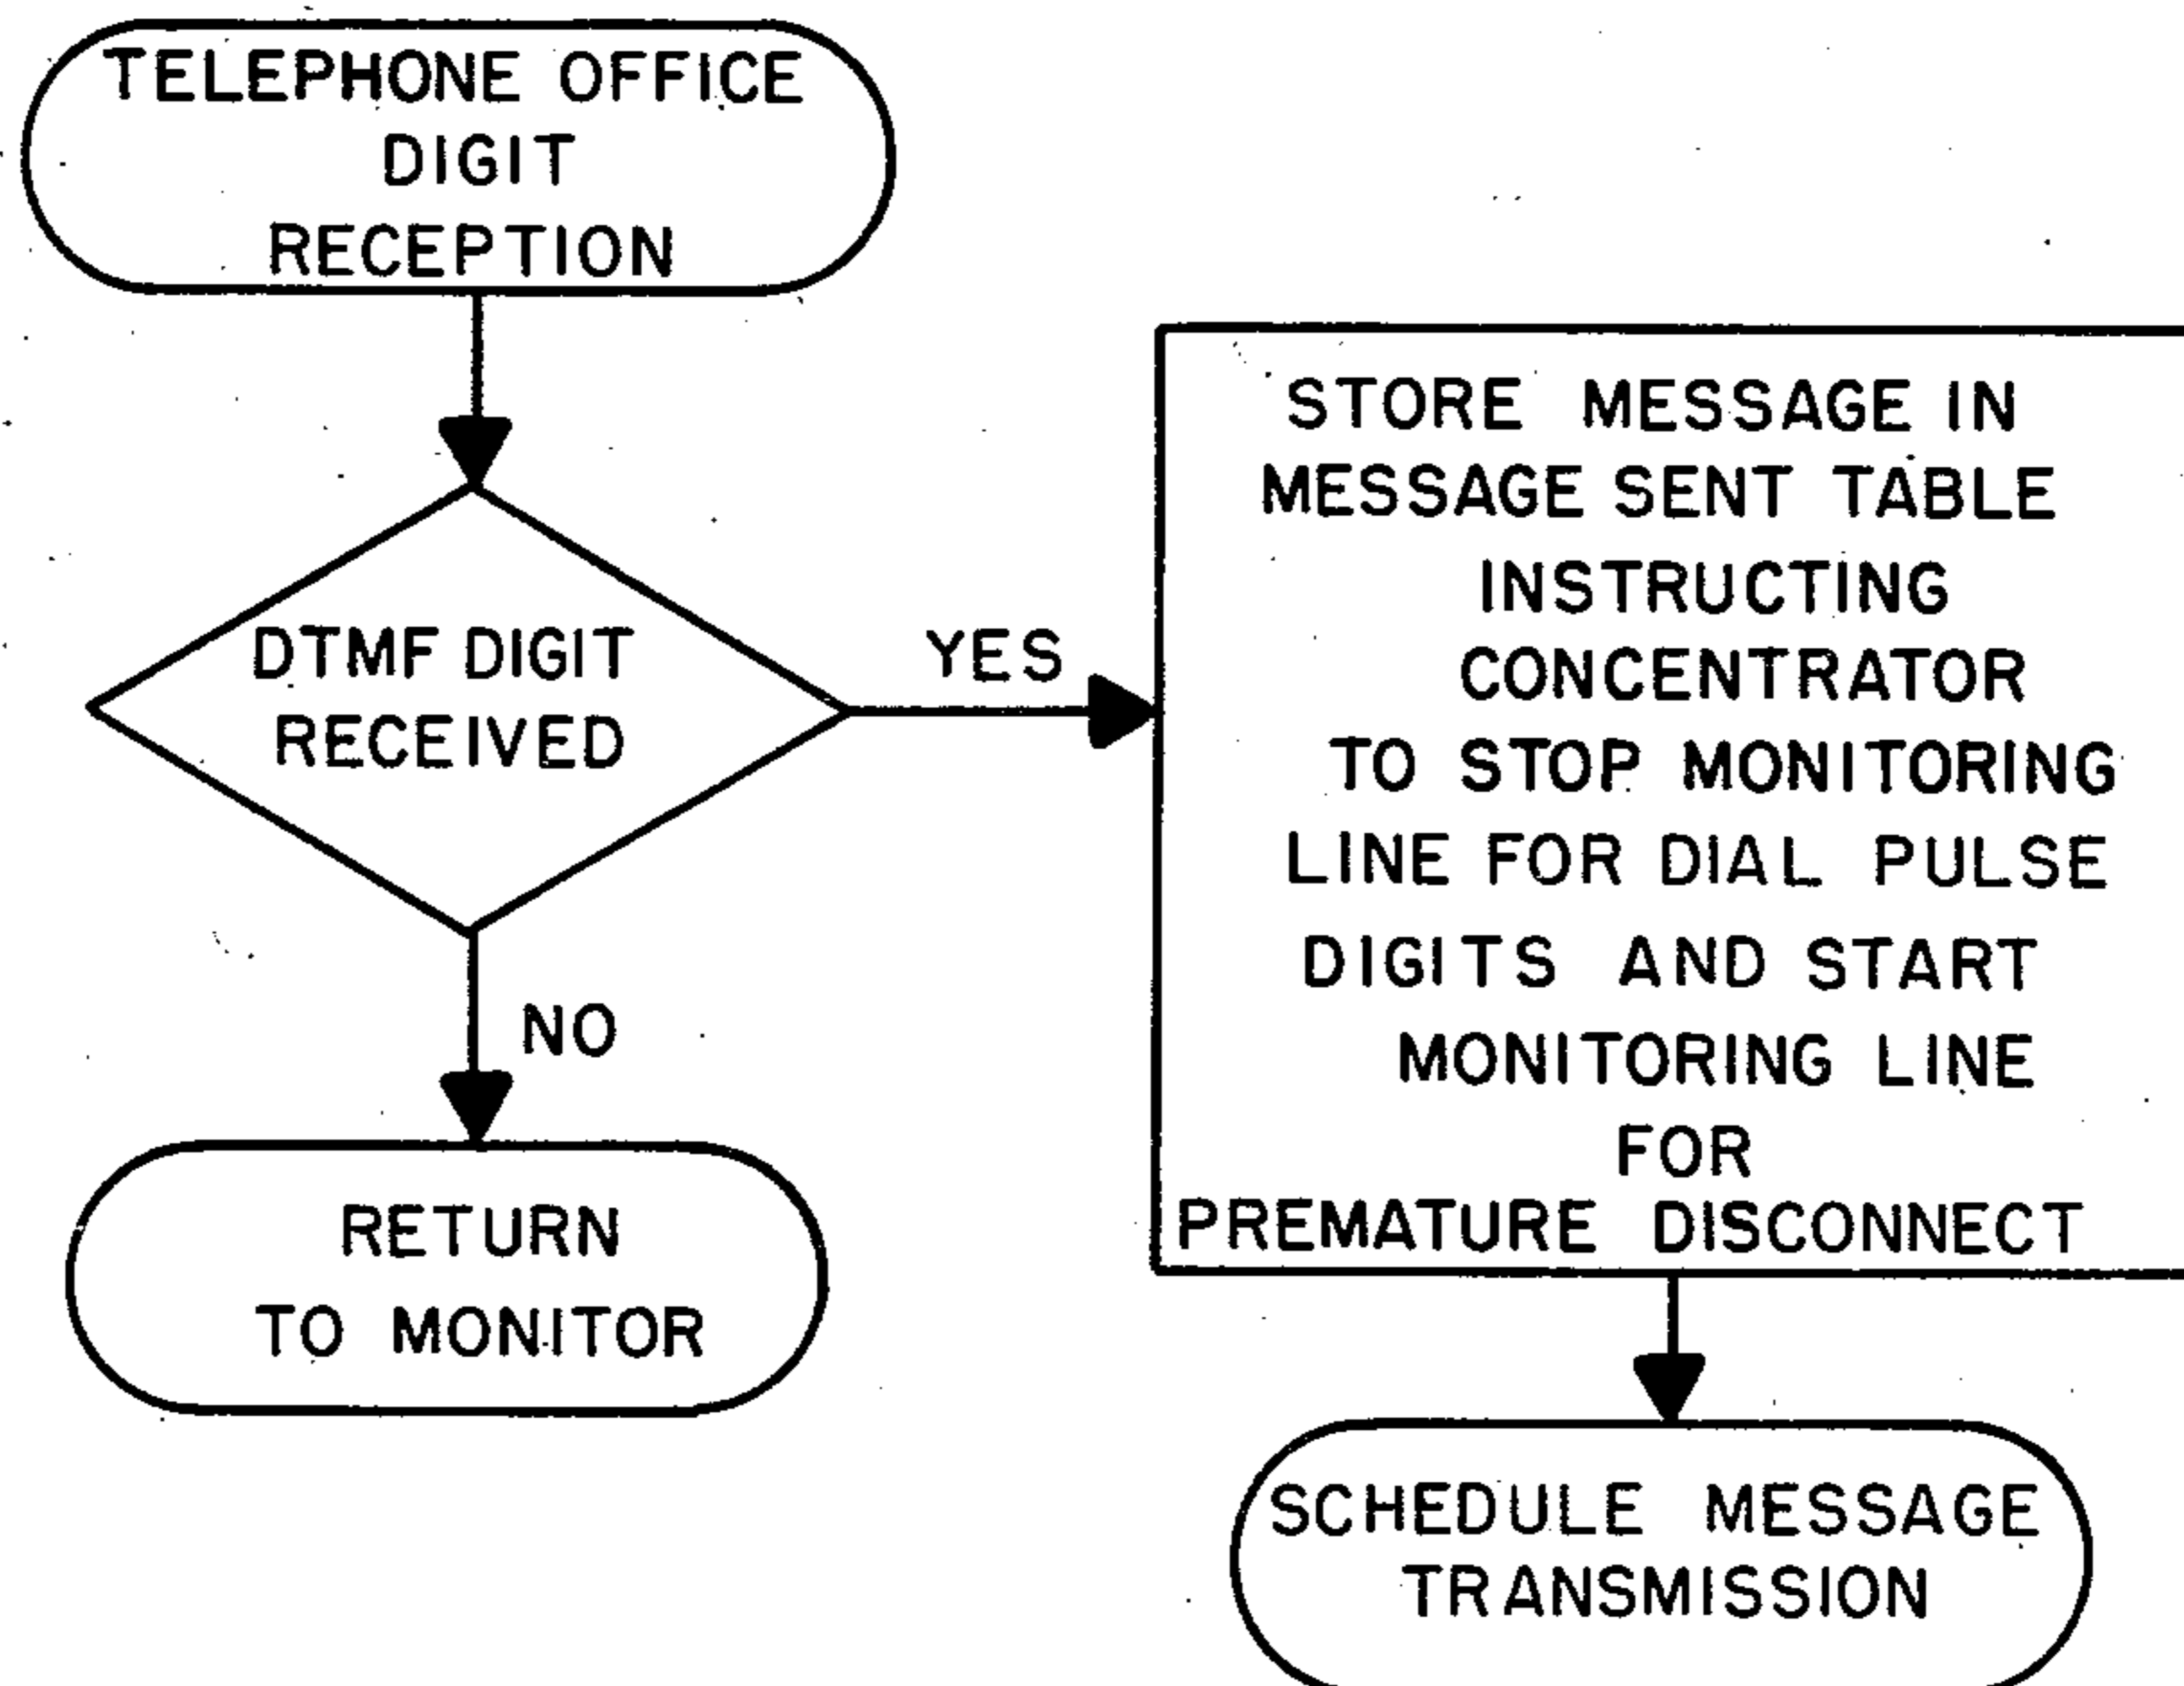 TELEPHONE OFFICE
DIGIT
RECEPTION
DTMF DIGIT
RECEIVED
YES
NO
RETURN
TO MONITOR
STORE MESSAGE IN
MESSAGE SENT TABLE
INSTRUCTING
CONCENTRATOR
TO STOP MONITORING
LINE FOR DIAL PULSE
DIGITS AND START
MONITORING LINE
FOR
PREMATURE DISCONNECT
SCHEDULE MESSAGE
TRANSMISSION